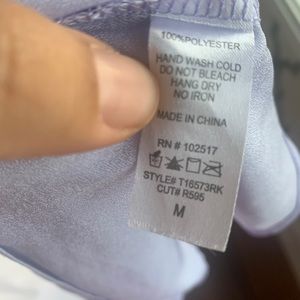 100%POLYESTER
HAND WASH COLD
DO NOT BLEACH
HANG DRY
NO IRON
MADE IN CHINA
RN # 102517
STYLE# T16573RK
CUT# R595
M